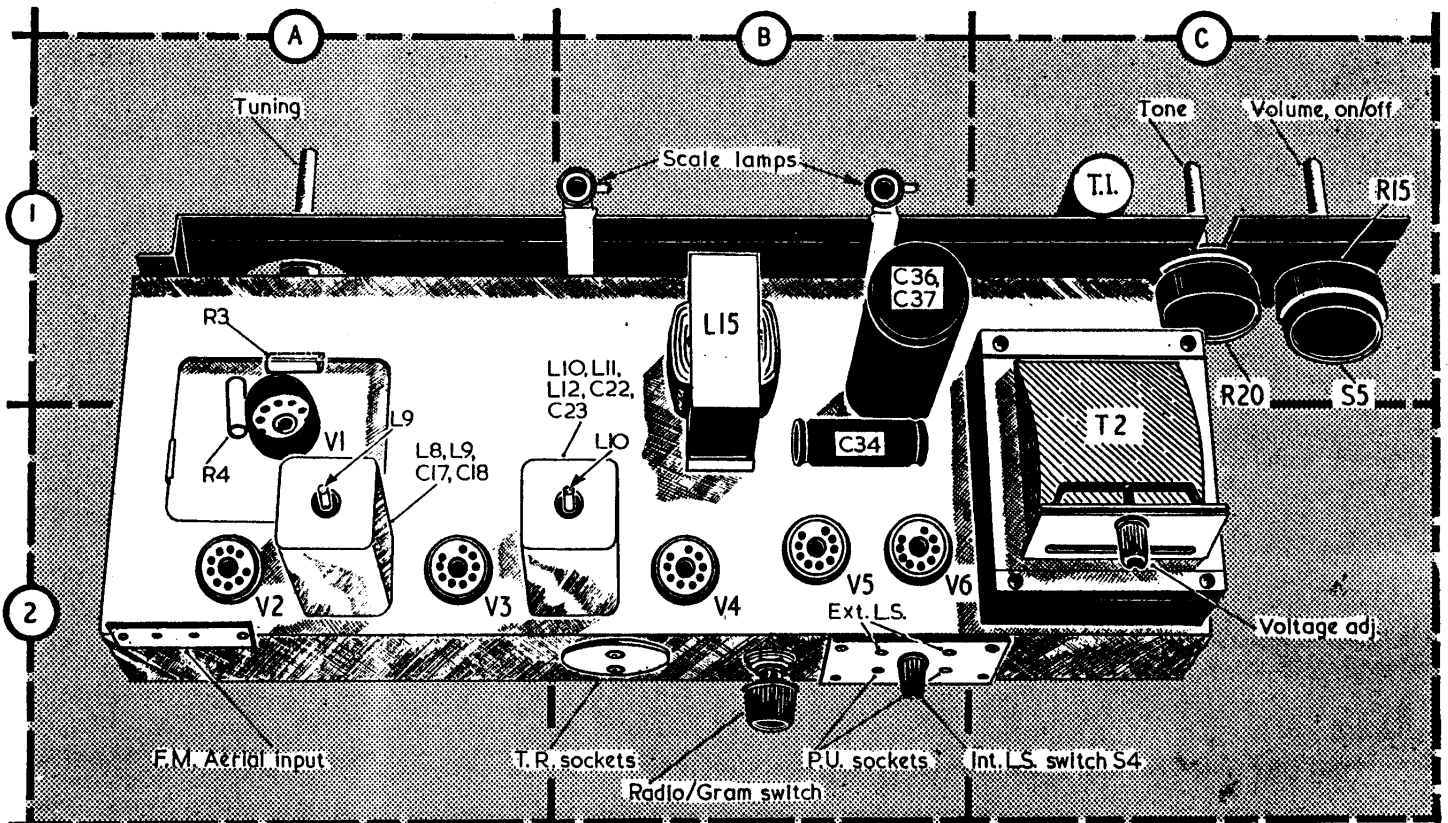 A
B
C
Tuning
Scale lamps
Tone
Volume, on/off
T.I.
R15
1
R3
L15
C36,
C37
R4
V1
L9
L8, L9,
C17, C18
L10, L11,
L12, C22,
C23
L10
C34
T2
R20
S5
2
V2
V3
V4
V5
V6
Ext. L.S.
Voltage adj.
F.M. Aerial input
T.R. sockets
Radio/Gram switch
P.U. sockets
Int. L.S. switch S4